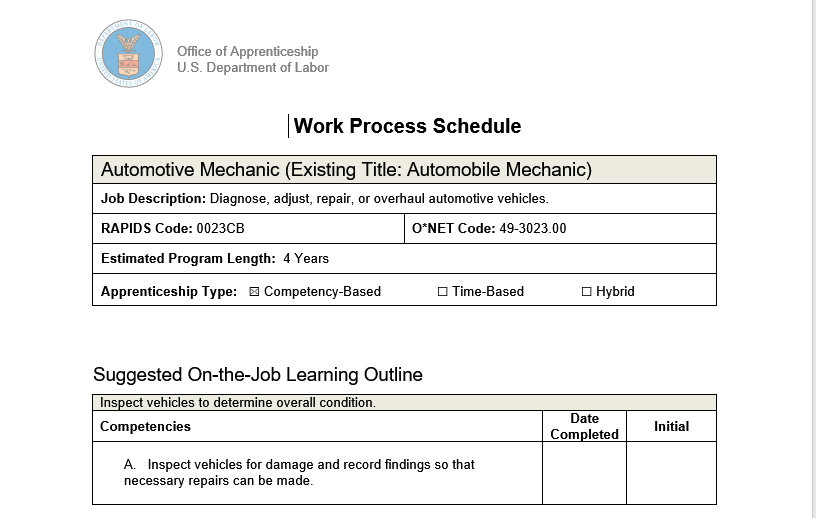 Office of Apprenticeship
U.S. Department of Labor
Work Process Schedule
Automotive Mechanic (Existing Title: Automobile Mechanic)
Job Description: Diagnose, adjust, repair, or overhaul automotive vehicles.
RAPIDS Code: 0023CB O*NET Code: 49-3023.00
Estimated Program Length: 4 Years
Apprenticeship Type: ☒ Competency-Based ☐ Time-Based ☐ Hybrid
Suggested On-the-Job Learning Outline
Inspect vehicles to determine overall condition.
Competencies Date Completed Initial
A. Inspect vehicles for damage and record findings so that
necessary repairs can be made.